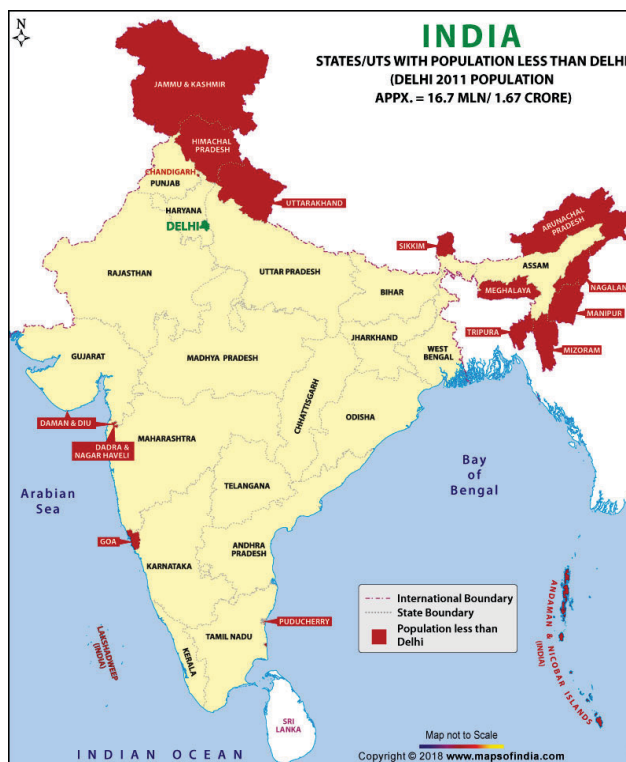 N
INDIA
STATES/UTS WITH POPULATION LESS THAN DELHI
(DELHI 2011 POPULATION
APPX. = 16.7 MLN/ 1.67 CRORE)
JAMMU & KASHMIR
HIMACHAL
PRADESH
CHANDIGARH
PUNJAB
UTTARAKHAND
HARYANA
DELHI
ARUNACHAL
PRADESH
SIKKIM
RAJASTHAN
UTTAR PRADESH
ASSAM
BIHAR
MEGHALAYA
NAGALAN
MANIPUR
TRIPURA
MIZORAM
JHARKHAND
WEST
BENGAL
GUJARAT
MADHYA PRADESH
CHHATTISGARH
ODISHA
DAMAN & DIU
DADRA &
NAGAR HAVELI
MAHARASHTRA
TELANGANA
Arabian
Sea
Bay
of
Bengal
GOA
ANDHRA
PRADESH
KARNATAKA
PUDUCHERRY
TAMIL NADU
KERALA
LAKSHADWEEP
(INDIA)
ANDAMAN & NICOBAR ISLANDS
(INDIA)
International Boundary
State Boundary
Population less than
Delhi
SRI
LANKA
Map not to Scale
INDIAN OCEAN
Copyright © 2018 www.mapsofindia.com